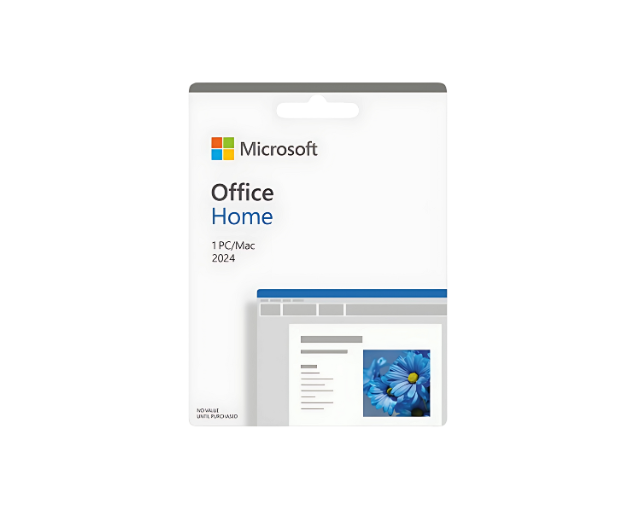 Microsoft
Office
Home
1 PC/Mac
2024
NO VALUE
UNTIL PURCHASED